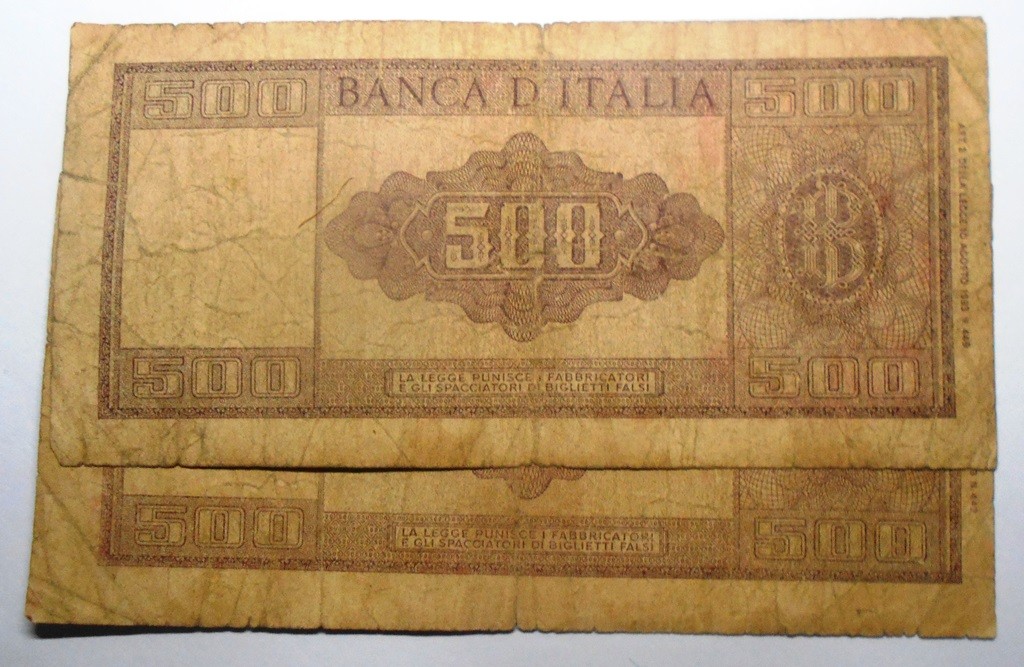 500 BANCA D'ITALIA 500
500
B
500 500
LA LEGGE PUNISCE I FABBRICATORI
E GLI SPACCIATORI DI BIGLIETTI FALSI
500 500
LA LEGGE PUNISCE I FABBRICATORI
E GLI SPACCIATORI DI BIGLIETTI FALSI